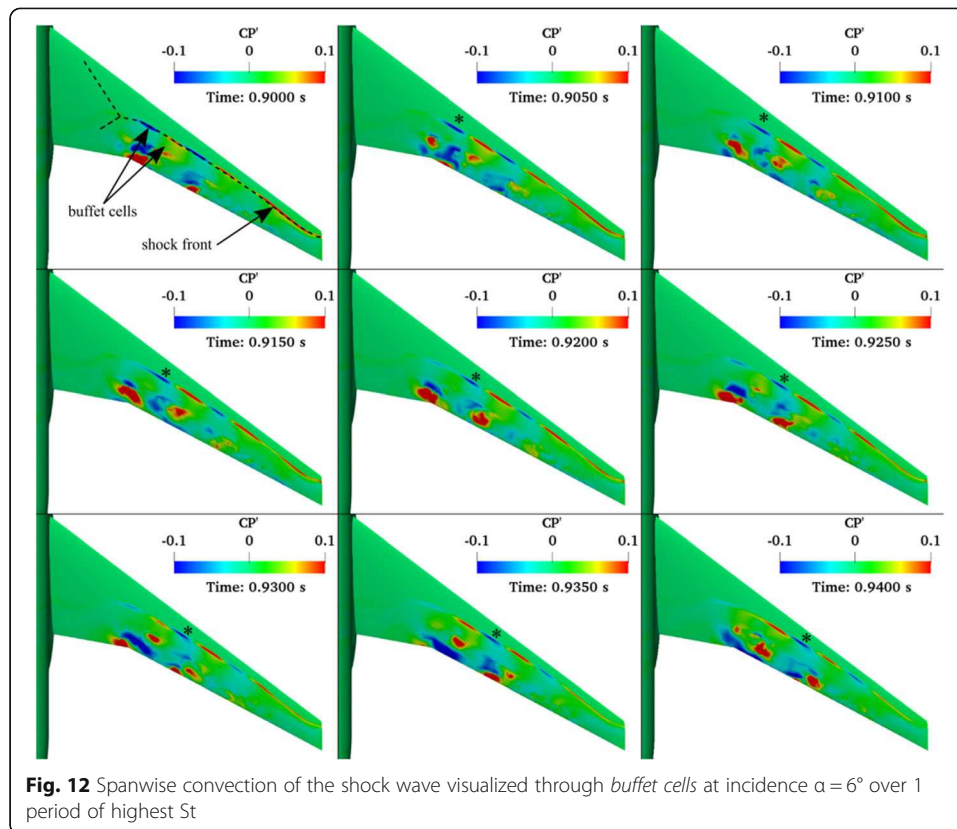 CP'
-0.1 0 0.1
Time: 0.9000 s
buffet cells
shock front
CP'
-0.1 0 0.1
Time: 0.9050 s
*
CP'
-0.1 0 0.1
Time: 0.9100 s
*
CP'
-0.1 0 0.1
Time: 0.9150 s
*
CP'
-0.1 0 0.1
Time: 0.9200 s
*
CP'
-0.1 0 0.1
Time: 0.9250 s
*
CP'
-0.1 0 0.1
Time: 0.9300 s
*
CP'
-0.1 0 0.1
Time: 0.9350 s
*
CP'
-0.1 0 0.1
Time: 0.9400 s
*
Fig. 12 Spanwise convection of the shock wave visualized through buffet cells at incidence α = 6° over 1
period of highest St